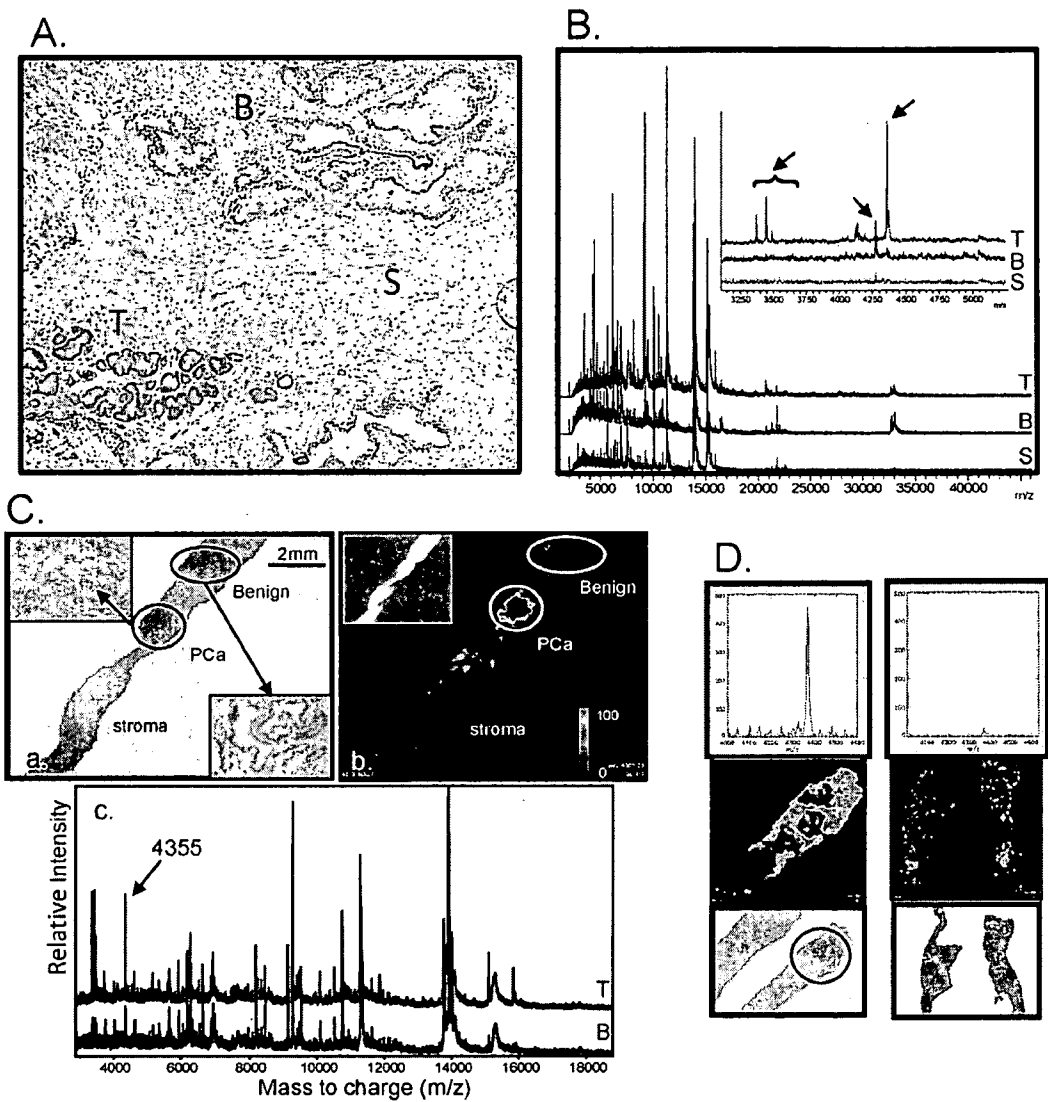 A.
B
S
T
B.
T
B
S
3250 3500 3750 4000 4250 4500 4750 5000
m/z
T
B
S
5000 10000 15000 20000 25000 30000 35000 40000
m/z
C.
2mm
Benign
PCa
stroma
a.
Benign
PCa
stroma
100
0
b.
c.
4355
Relative Intensity
T
B
4000 6000 8000 10000 12000 14000 16000 18000
Mass to charge (m/z)
D.